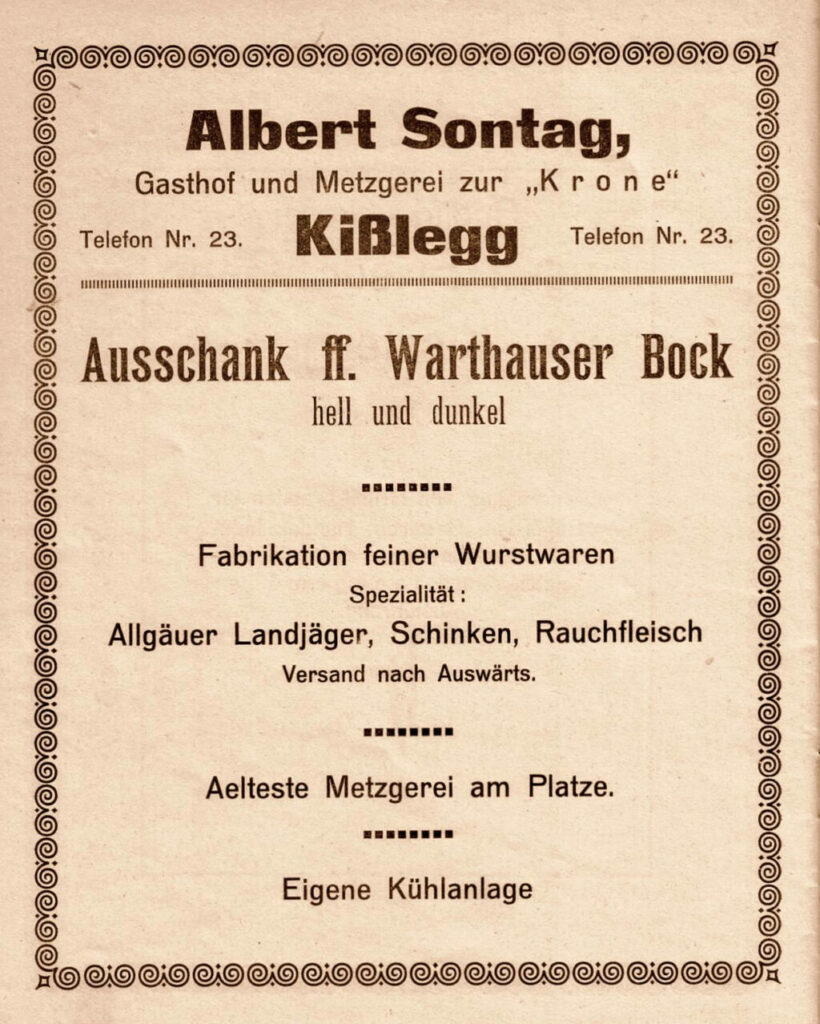 Albert Sontag,
Gasthof und Metzgerei zur „Krone“
Telefon Nr. 23. Kißlegg Telefon Nr. 23.
Ausschank ff. Warthauser Bock
hell und dunkel
Fabrikation feiner Wurstwaren
Spezialität:
Allgäuer Landjäger, Schinken, Rauchfleisch
Versand nach Auswärts.
Aelteste Metzgerei am Platze.
Eigene Kühlanlage